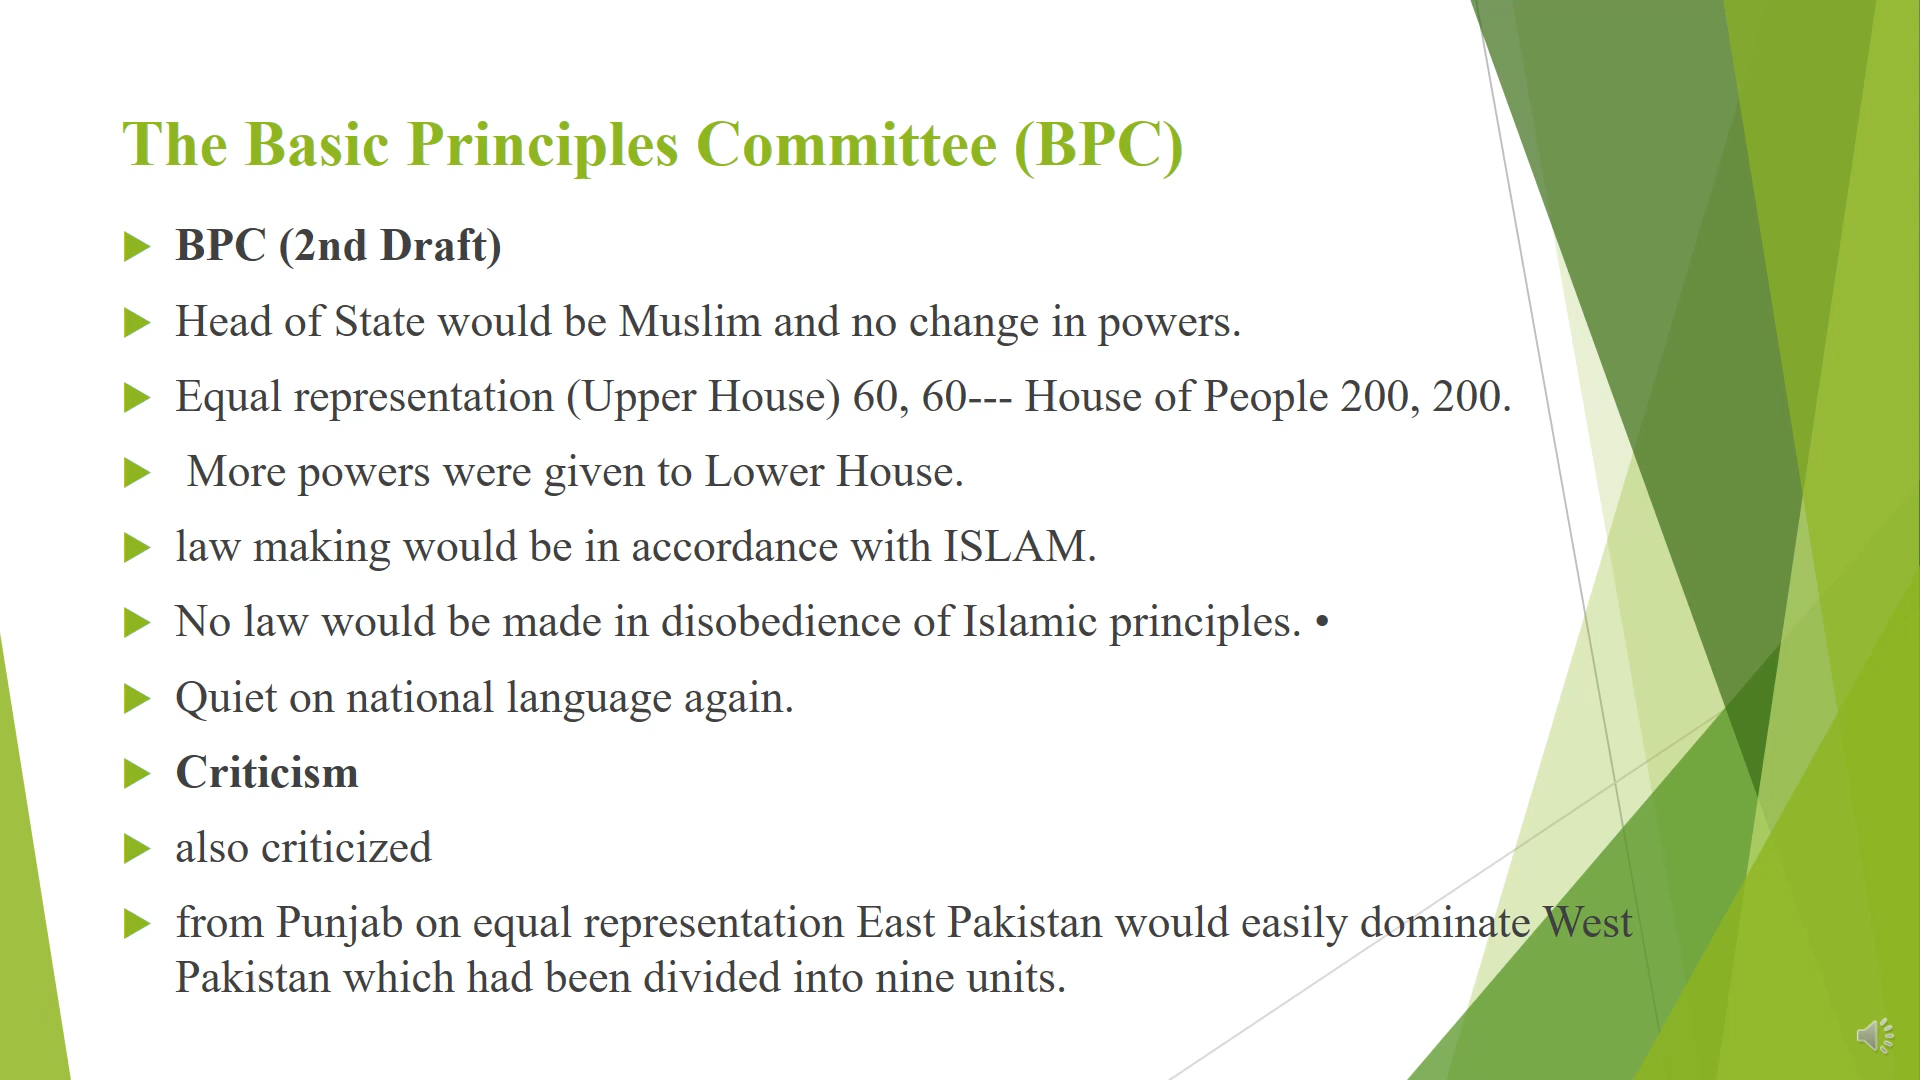 The Basic Principles Committee (BPC)
BPC (2nd Draft)
Head of State would be Muslim and no change in powers.
Equal representation (Upper House) 60, 60--- House of People 200, 200.
More powers were given to Lower House.
law making would be in accordance with ISLAM.
No law would be made in disobedience of Islamic principles. •
Quiet on national language again.
Criticism
also criticized
from Punjab on equal representation East Pakistan would easily dominate West
Pakistan which had been divided into nine units.